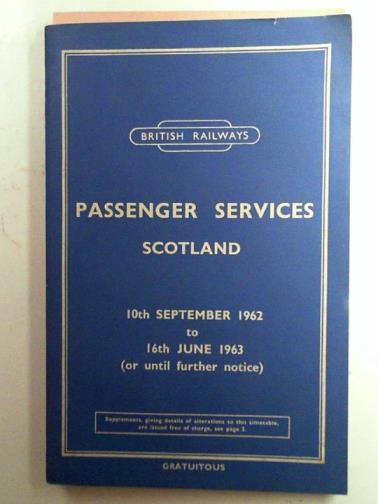 BRITISH RAILWAYS
PASSENGER SERVICES
SCOTLAND
10th SEPTEMBER 1962
to
16th JUNE 1963
(or until further notice)
Supplements, giving details of alterations to this timetable,
are issued free of charge, see page 3.
GRATUITOUS